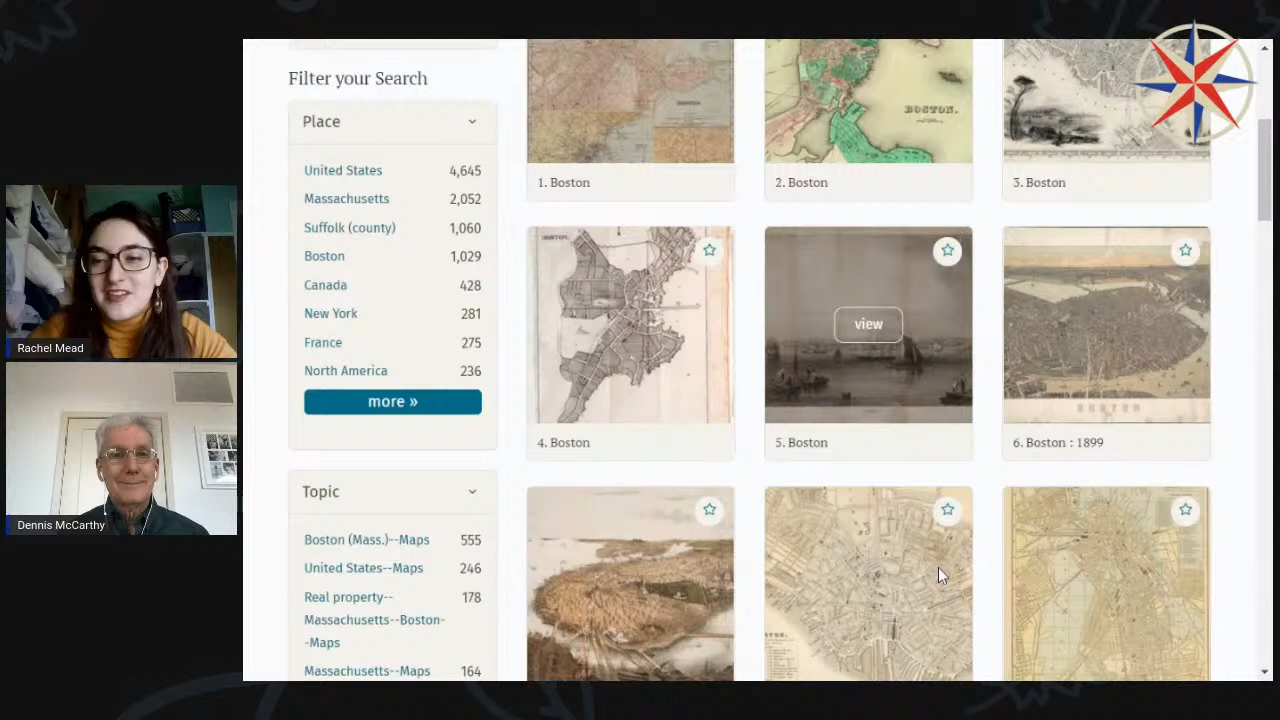 Filter your Search
Place
United States 4,645
Massachusetts 2,052
Suffolk (county) 1,060
Boston 1,029
Canada 428
New York 281
France 275
North America 236
more »
Topic
Boston (Mass.)--Maps 555
United States--Maps 246
Real property-- 178
Massachusetts--Boston-
-Maps
Massachusetts--Maps 164
BOSTON.
1. Boston
2. Boston
3. Boston
view
BOSTON
4. Boston
5. Boston
6. Boston : 1899
Rachel Mead
Dennis McCarthy